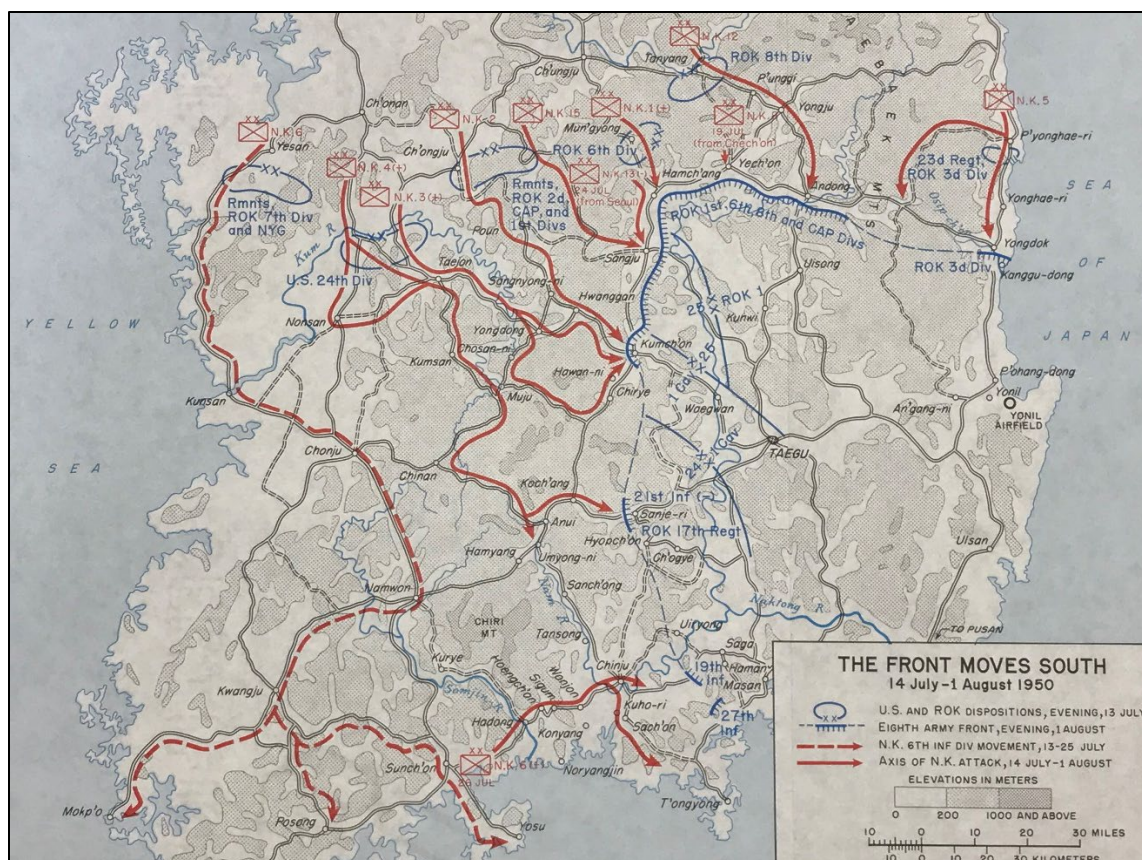 N.K.12
Tanyang
ROK 8th Div
Ch'ungju
P'unggi
T A E B A E K
MTS
Ch'onan
N.K.15
N.K.1(+)
Mun'gyong
Yongju
N.K.5
N.K.6
Yesan
N.K.2
Ch'ongju
ROK 6th Div
N.K.8
19 JUL
(from Chech'on)
P'yonghae-ri
N.K.4(+)
N.K.13(-)
24 JUL
(from Seoul)
Hamch'ang
Yech'on
23d Regt,
ROK 3d Div
S E A
N.K.3(+)
Rmnts,
ROK 7th Div
and NYG
Rmnts,
ROK 2d,
CAP, and
1st Divs
Andong
Yonghae-ri
ROK 1st, 6th, 8th and CAP Divs
Kum R
Poun
Yongdok
U.S. 24th Div
Taejon
Sangju
Uisong
ROK 3d Div
Kanggu-dong
O F
Sangnyong-ni
Hwanggan
25
ROK 1
Kunwi
Y E L L O W
Nonsan
Yongdong
Chosan-ni
Kumch'on
J A P A N
Kumsan
Hawan-ni
1 Cav
25
P'ohang-dong
Muju
Chirye
Waegwan
Yonil
YONIL
AIRFIELD
Kunsan
An'gang-ni
24
1 Cav
TAEGU
S E A
Chonju
Chinan
Koch'ang
21st Inf (-)
Sanje-ri
Anui
ROK 17th Regt
Hamyang
Umyong-ni
Hyopch'on
Ch'ogye
Ulsan
Sanch'ong
Namwon
Nam R
Naktong R
CHIRI
MT
Tansong
Uiryong
TO PUSAN
Saga
Kurye
Hoengch'on
Sigum
Wonjon
Chinju
19th
Inf
Haman
Masan
Kwangju
Somjin R
Kuho-ri
27th
Inf
Hadong
Sach'on
Konyang
Sunch'on
N.K.6(-)
25 JUL
Noryangjin
Mokp'o
T'ongyong
Posong
Yosu
THE FRONT MOVES SOUTH
14 July-1 August 1950
U.S. AND ROK DISPOSITIONS, EVENING, 13 JULY
EIGHTH ARMY FRONT, EVENING, 1 AUGUST
N.K. 6TH INF DIV MOVEMENT, 13-25 JULY
AXIS OF N.K. ATTACK, 14 JULY-1 AUGUST
ELEVATIONS IN METERS
0 200 1000 AND ABOVE
10 0 10 20 30 MILES
10 0 10 20 30 KILOMETERS